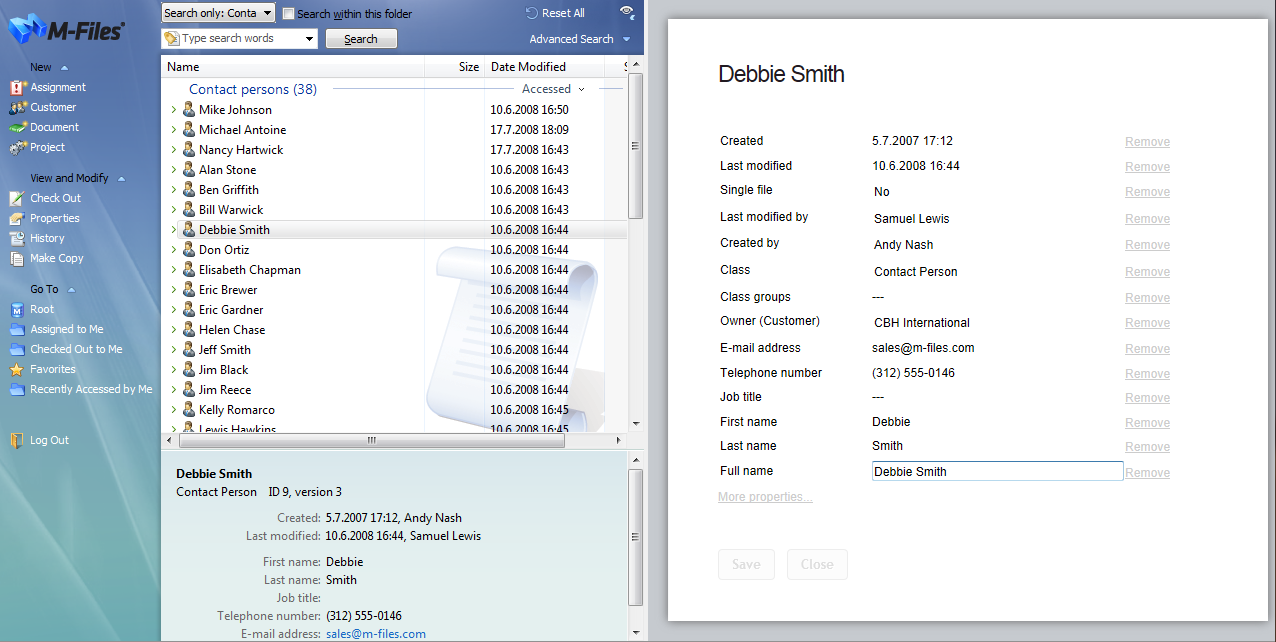 M-Files®
Search only: Conta
Search within this folder
Reset All
Type search words
Search
Advanced Search
New
Assignment
Customer
Document
Project
View and Modify
Check Out
Properties
History
Make Copy
Go To
Root
Assigned to Me
Checked Out to Me
Favorites
Recently Accessed by Me
Log Out
Name Size Date Modified
Contact persons (38) Accessed
Mike Johnson 10.6.2008 16:50
Michael Antoine 17.7.2008 18:09
Nancy Hartwick 17.7.2008 16:43
Alan Stone 10.6.2008 16:43
Ben Griffith 10.6.2008 16:43
Bill Warwick 10.6.2008 16:43
Debbie Smith 10.6.2008 16:44
Don Ortiz 10.6.2008 16:44
Elisabeth Chapman 10.6.2008 16:44
Eric Brewer 10.6.2008 16:44
Eric Gardner 10.6.2008 16:44
Helen Chase 10.6.2008 16:44
Jeff Smith 10.6.2008 16:44
Jim Black 10.6.2008 16:44
Jim Reece 10.6.2008 16:44
Kelly Romarco 10.6.2008 16:45
Lewis Hawkins 10.6.2008 16:45
Debbie Smith
Contact Person ID 9, version 3
Created: 5.7.2007 17:12, Andy Nash
Last modified: 10.6.2008 16:44, Samuel Lewis
First name: Debbie
Last name: Smith
Job title:
Telephone number: (312) 555-0146
E-mail address: sales@m-files.com
Debbie Smith
Created 5.7.2007 17:12 Remove
Last modified 10.6.2008 16:44 Remove
Single file No Remove
Last modified by Samuel Lewis Remove
Created by Andy Nash Remove
Class Contact Person Remove
Class groups --- Remove
Owner (Customer) CBH International Remove
E-mail address sales@m-files.com Remove
Telephone number (312) 555-0146 Remove
Job title --- Remove
First name Debbie Remove
Last name Smith Remove
Full name Debbie Smith Remove
More properties...
Save Close